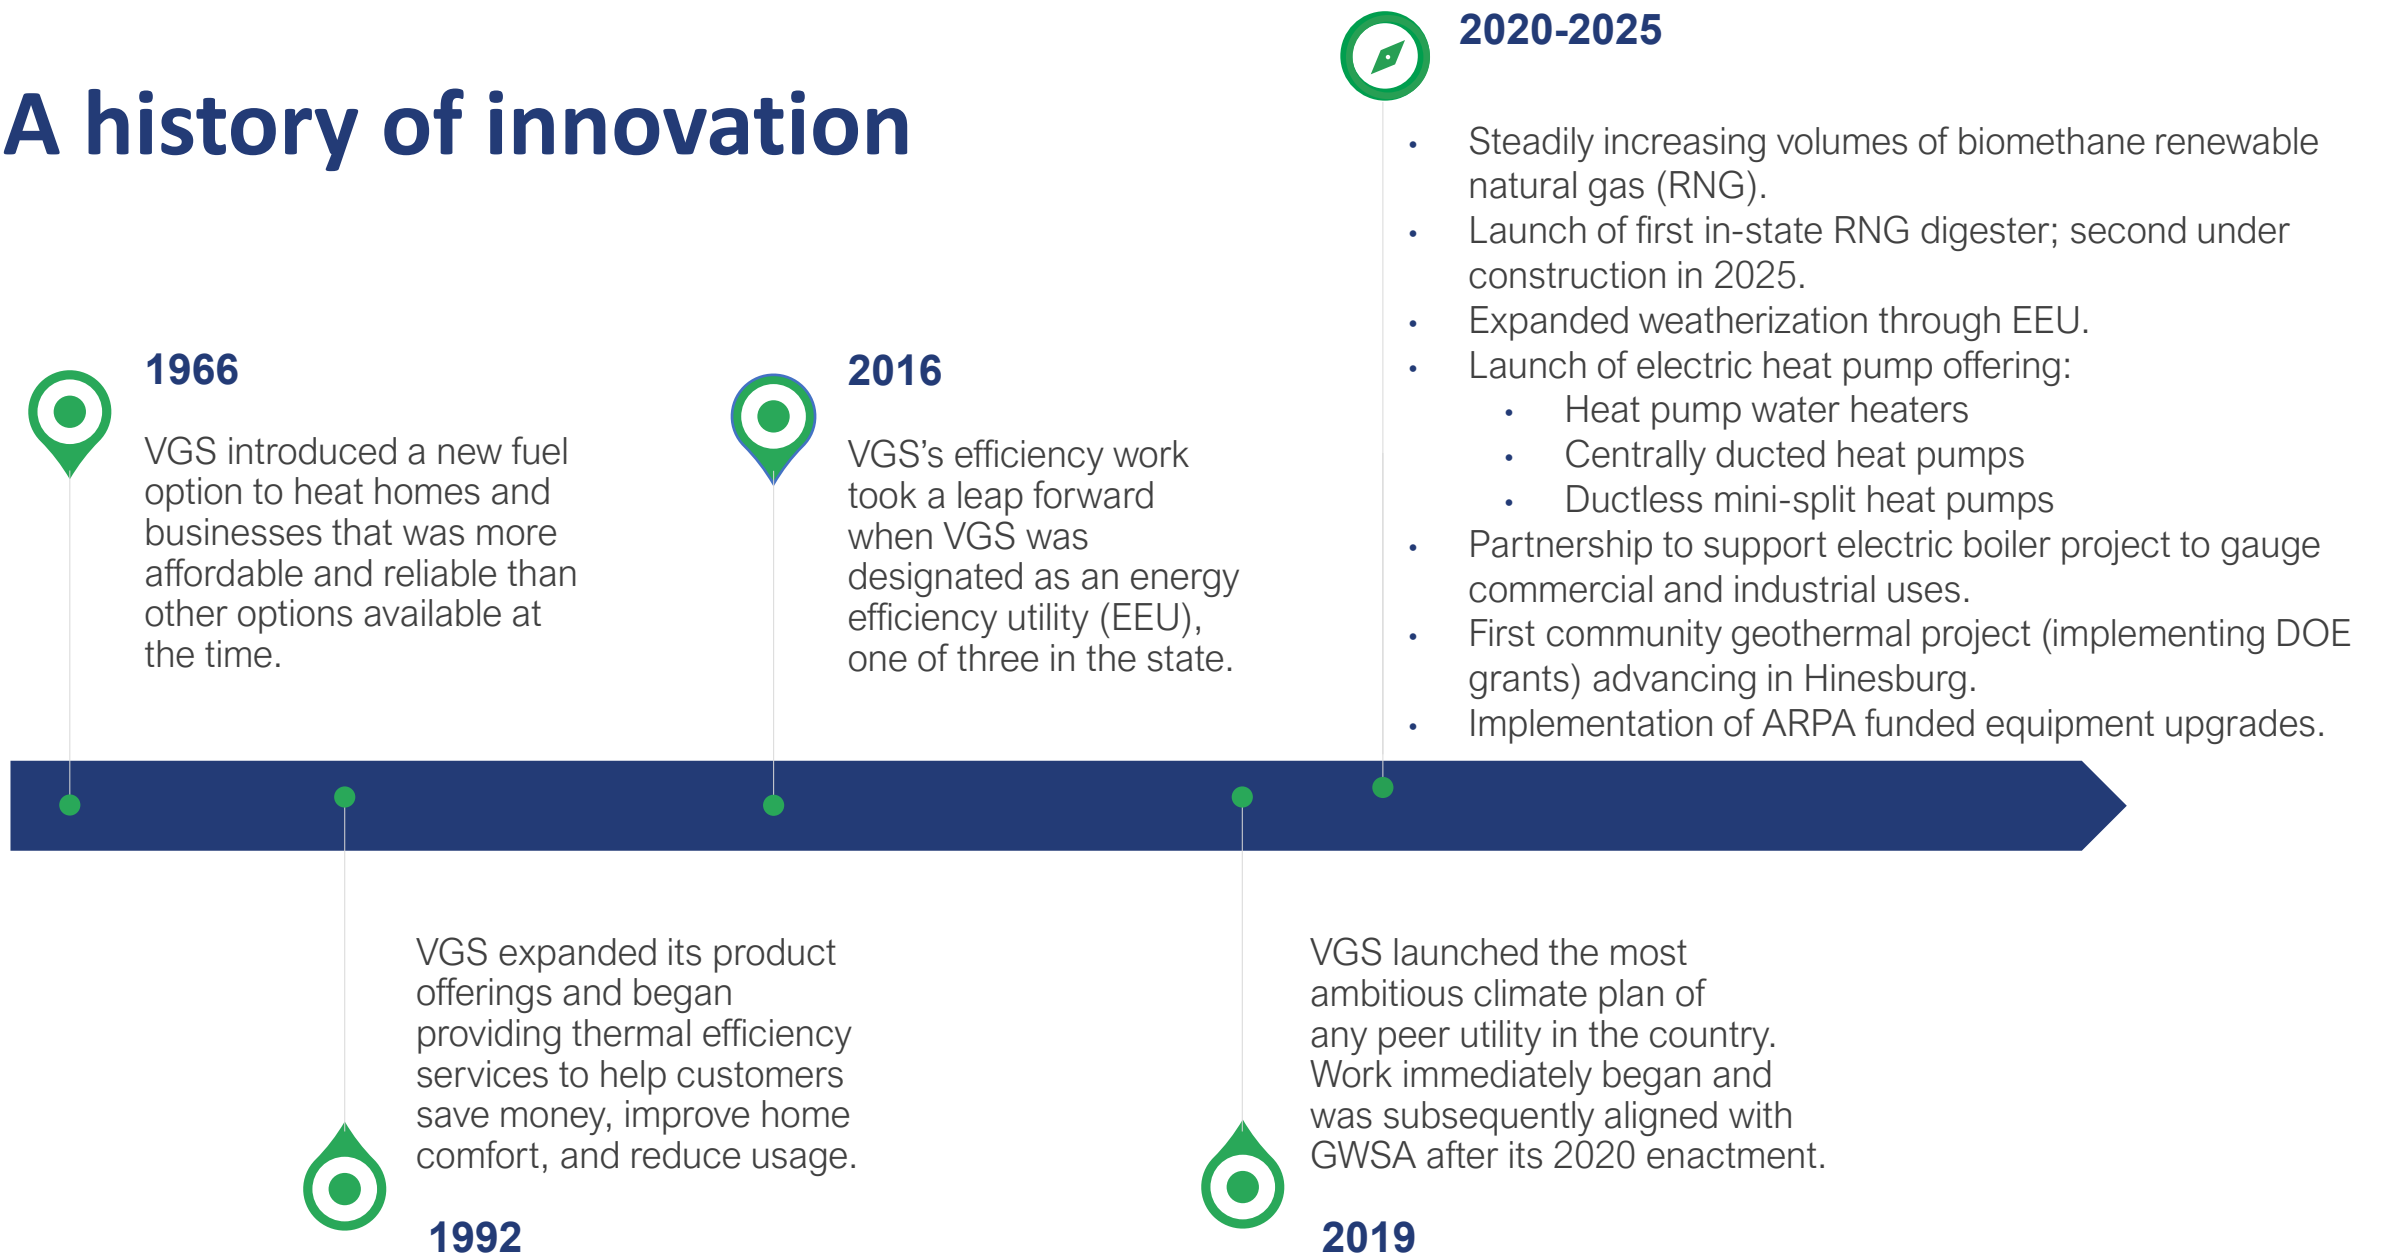 A history of innovation
1966
VGS introduced a new fuel
option to heat homes and
businesses that was more
affordable and reliable than
other options available at
the time.
VGS expanded its product
offerings and began
providing thermal efficiency
services to help customers
save money, improve home
comfort, and reduce usage.
1992
2016
VGS’s efficiency work
took a leap forward
when VGS was
designated as an energy
efficiency utility (EEU),
one of three in the state.
VGS launched the most
ambitious climate plan of
any peer utility in the country.
Work immediately began and
was subsequently aligned with
GWSA after its 2020 enactment.
2019
2020-2025
• Steadily increasing volumes of biomethane renewable
natural gas (RNG).
• Launch of first in-state RNG digester; second under
construction in 2025.
• Expanded weatherization through EEU.
• Launch of electric heat pump offering:
• Heat pump water heaters
• Centrally ducted heat pumps
• Ductless mini-split heat pumps
• Partnership to support electric boiler project to gauge
commercial and industrial uses.
• First community geothermal project (implementing DOE
grants) advancing in Hinesburg.
• Implementation of ARPA funded equipment upgrades.